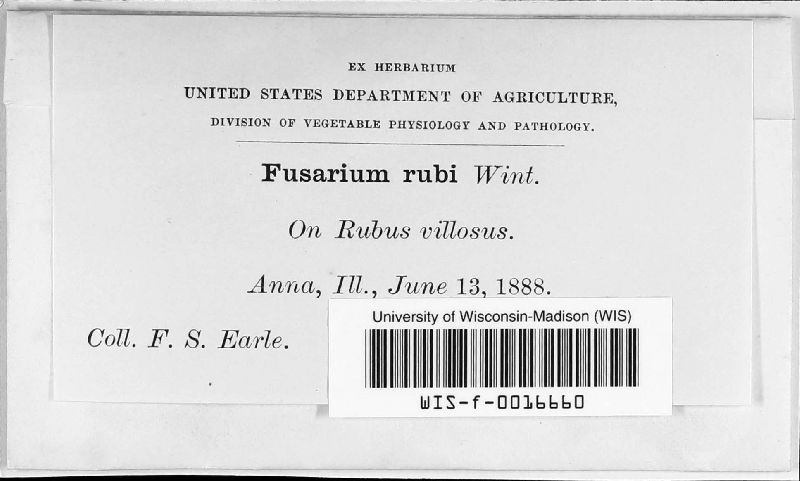 EX HERBARIUM
UNITED STATES DEPARTMENT OF AGRICULTURE,
DIVISION OF VEGETABLE PHYSIOLOGY AND PATHOLOGY.
Fusarium rubi Wint.
On Rubus villosus.
Anna, Ill., June 13, 1888.
Coll. F. S. Earle.
University of Wisconsin-Madison (WIS)
WIS-f-0016660